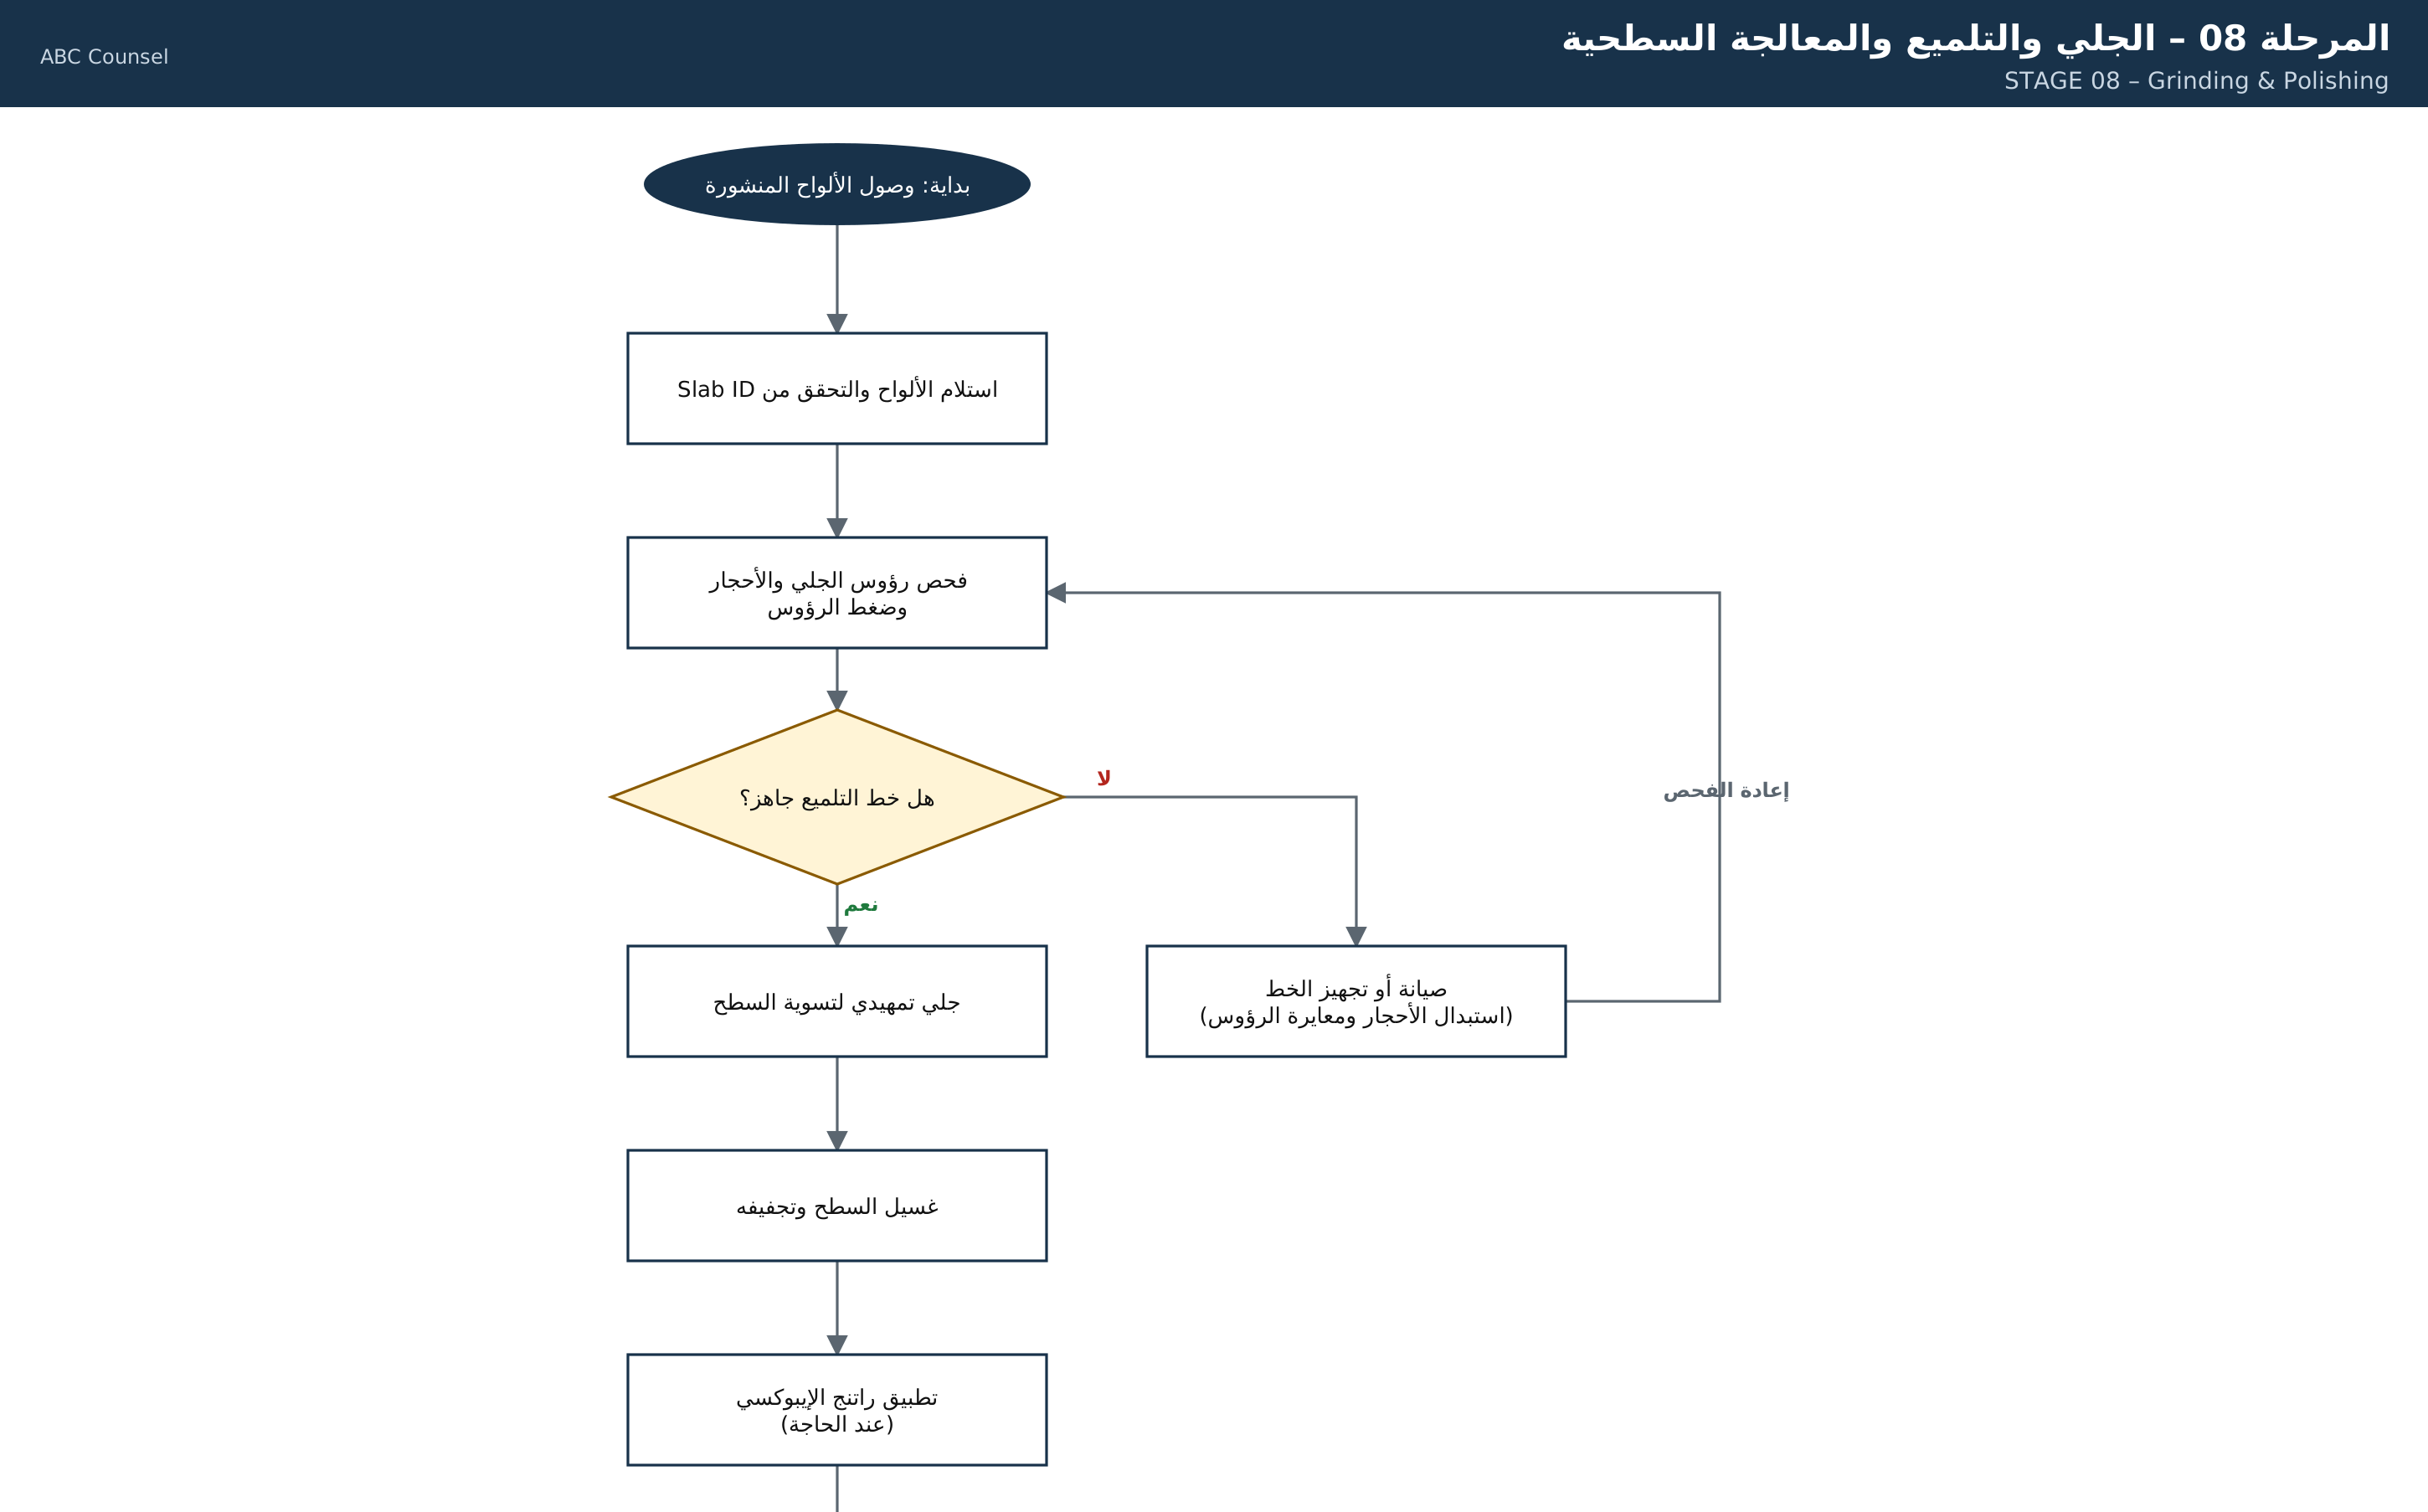 المرحلة 08 – الجلي والتلميع والمعالجة السطحية
STAGE 08 – Grinding & Polishing
ABC Counsel
بداية: وصول الألواح المنشورة
استلام الألواح والتحقق من Slab ID
فحص رؤوس الجلي والأحجار
وضغط الرؤوس
هل خط التلميع جاهز؟
لا
إعادة الفحص
نعم
صيانة أو تجهيز الخط
(استبدال الأحجار ومعايرة الرؤوس)
جلي تمهيدي لتسوية السطح
غسيل السطح وتجفيفه
تطبيق راتنج الإيبوكسي
(عند الحاجة)